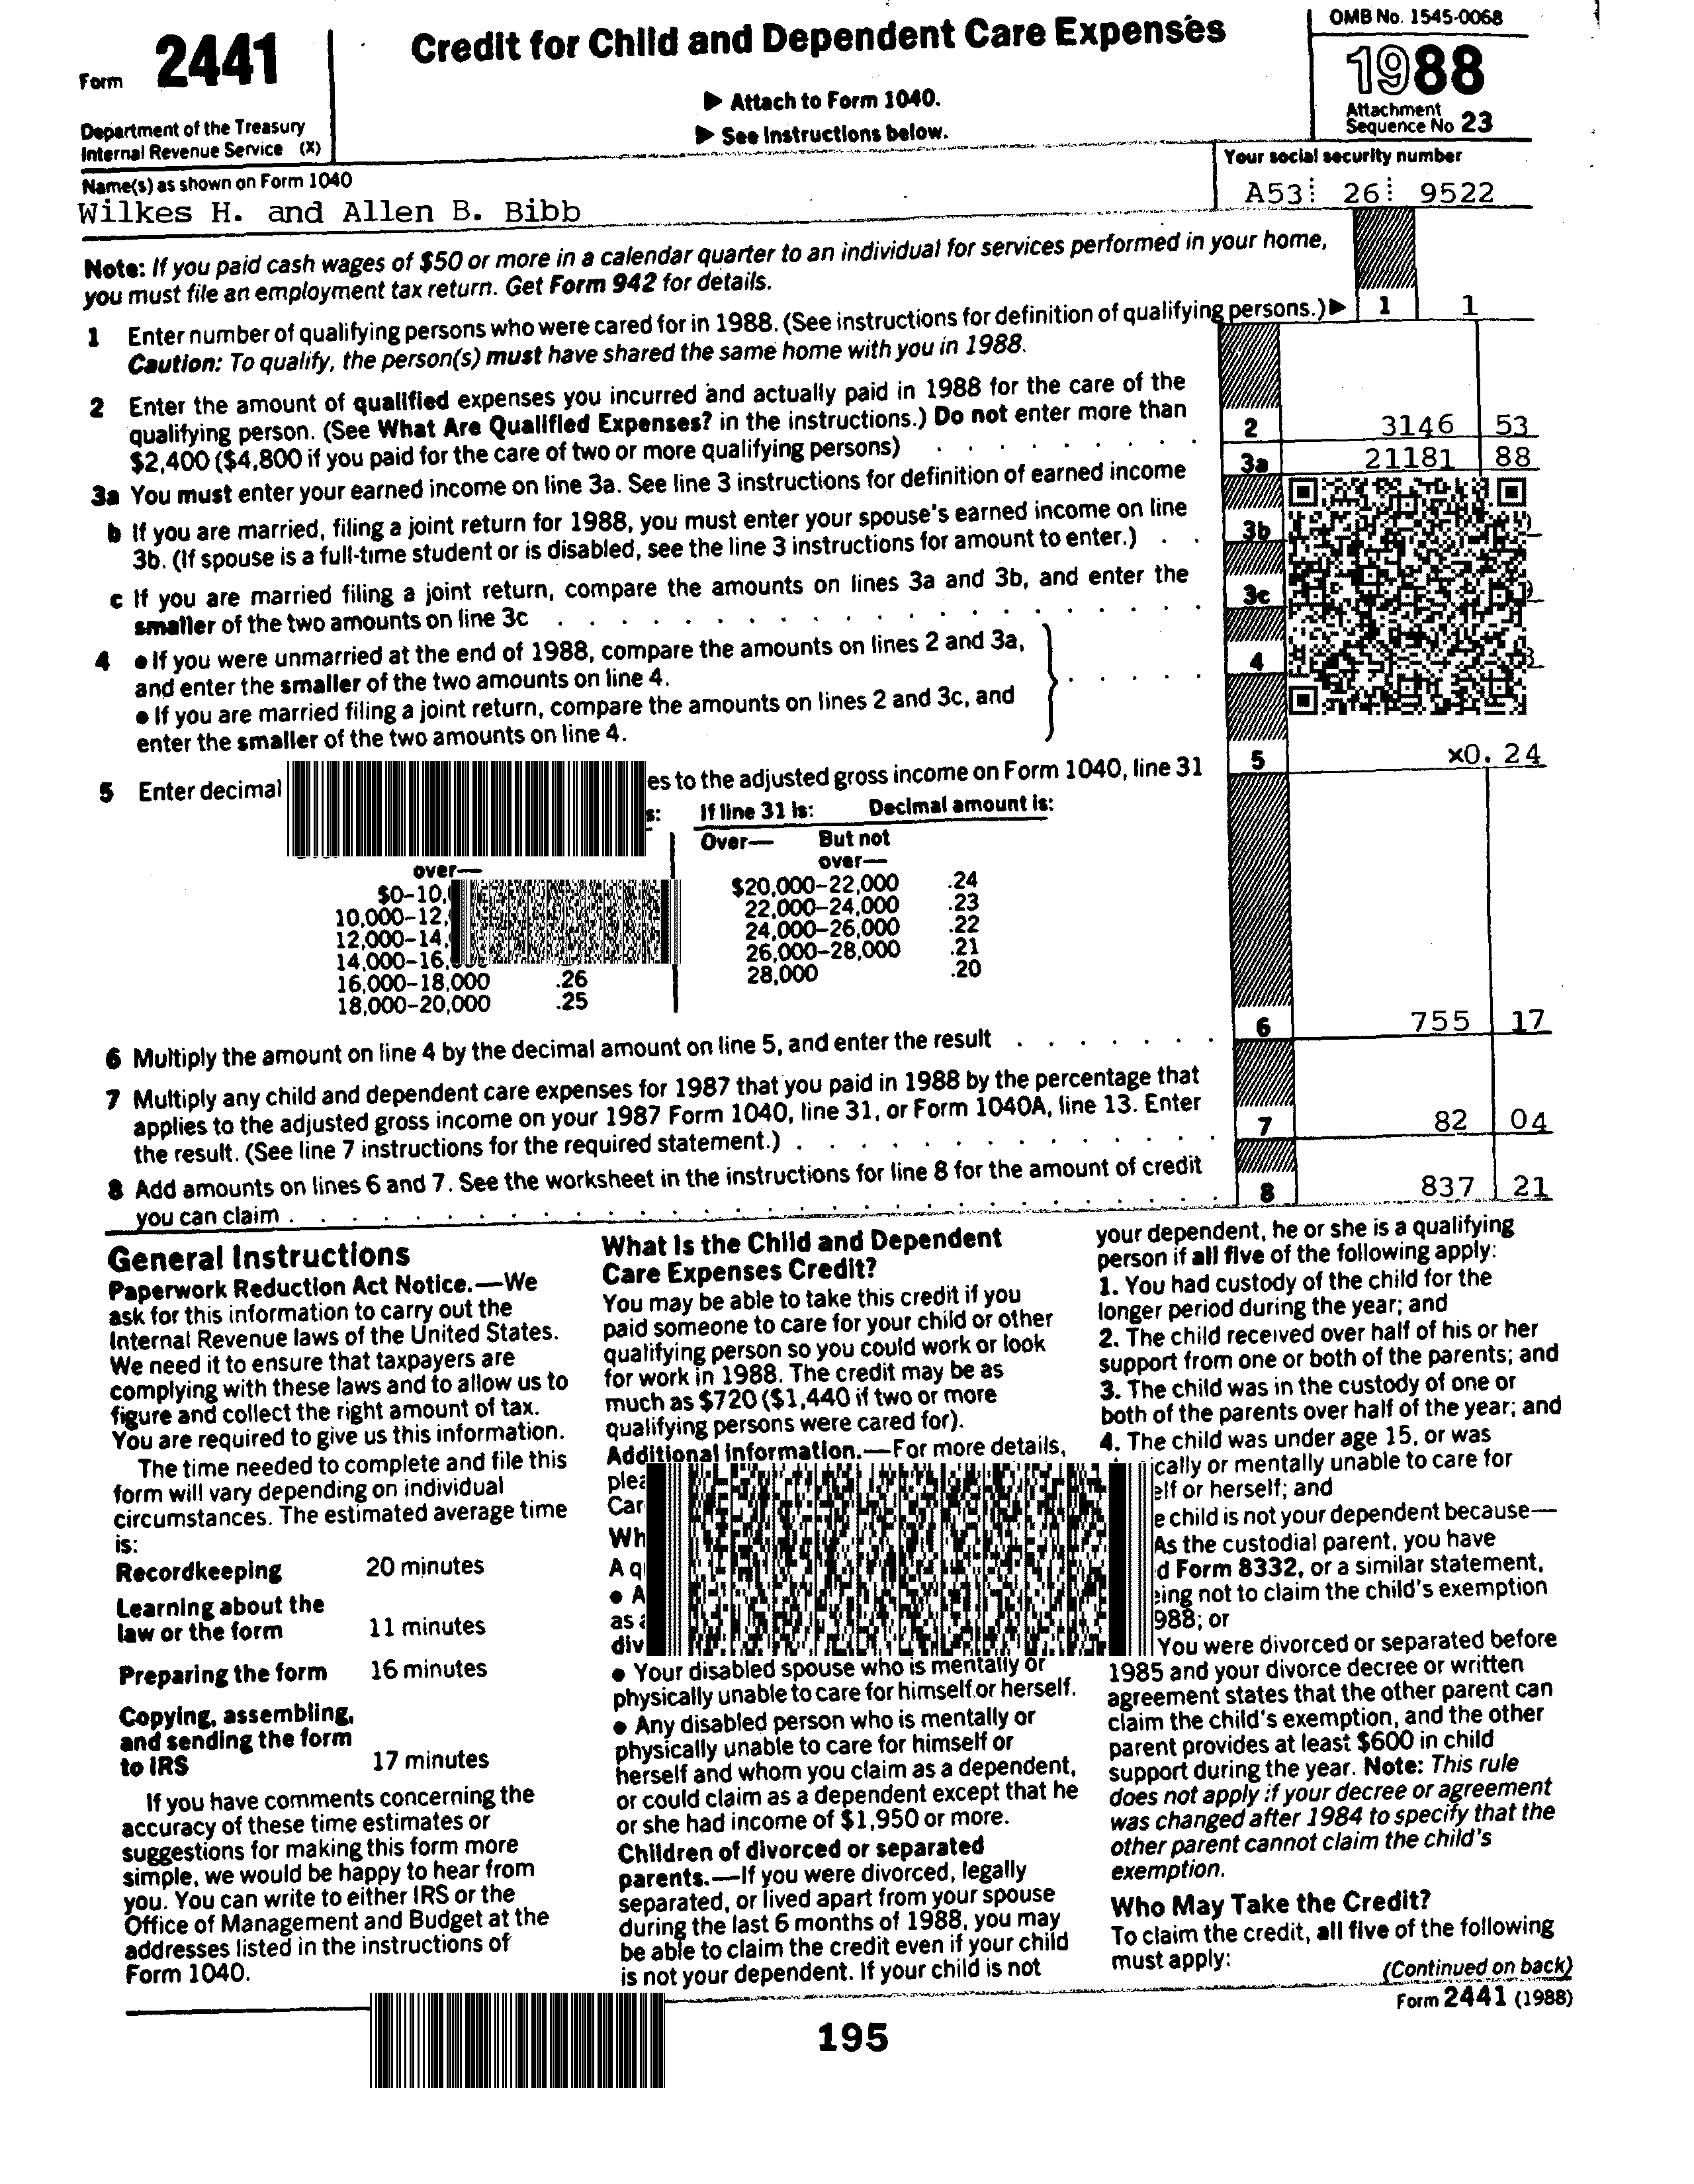 Form 2441
Credit for Child and Dependent Care Expenses
OMB No. 1545-0068
1988
▶ Attach to Form 1040.
▶ See Instructions below.
Attachment
Sequence No 23
Department of the Treasury
Internal Revenue Service (X)
Name(s) as shown on Form 1040
Your social security number
Wilkes H. and Allen B. Bibb
A53 26 9522
Note: If you paid cash wages of $50 or more in a calendar quarter to an individual for services performed in your home,
you must file an employment tax return. Get Form 942 for details.
1 Enter number of qualifying persons who were cared for in 1988. (See instructions for definition of qualifying persons.) ▶ 1 1
Caution: To qualify, the person(s) must have shared the same home with you in 1988.
2 Enter the amount of qualified expenses you incurred and actually paid in 1988 for the care of the
qualifying person. (See What Are Qualified Expenses? in the instructions.) Do not enter more than
$2,400 ($4,800 if you paid for the care of two or more qualifying persons) 2 3146 53
3a You must enter your earned income on line 3a. See line 3 instructions for definition of earned income 3a 21181 88
b If you are married, filing a joint return for 1988, you must enter your spouse's earned income on line
3b. (If spouse is a full-time student or is disabled, see the line 3 instructions for amount to enter.) 3b
c If you are married filing a joint return, compare the amounts on lines 3a and 3b, and enter the
smaller of the two amounts on line 3c 3c
4 ● If you were unmarried at the end of 1988, compare the amounts on lines 2 and 3a,
and enter the smaller of the two amounts on line 4.
● If you are married filing a joint return, compare the amounts on lines 2 and 3c, and
enter the smaller of the two amounts on line 4.
4
5 Enter decimal es to the adjusted gross income on Form 1040, line 31 5 x0.24
If line 31 is: Decimal amount is:
Over— But not
over—
over—
$0–10,
10,000–12,
12,000–14,
14,000–16,
16,000–18,000 .26
18,000–20,000 .25
$20,000–22,000 .24
22,000–24,000 .23
24,000–26,000 .22
26,000–28,000 .21
28,000 .20
6 Multiply the amount on line 4 by the decimal amount on line 5, and enter the result 6 755 17
7 Multiply any child and dependent care expenses for 1987 that you paid in 1988 by the percentage that
applies to the adjusted gross income on your 1987 Form 1040, line 31, or Form 1040A, line 13. Enter
the result. (See line 7 instructions for the required statement.) 7 82 04
8 Add amounts on lines 6 and 7. See the worksheet in the instructions for line 8 for the amount of credit
you can claim 8 837 21
General Instructions
Paperwork Reduction Act Notice.—We
ask for this information to carry out the
Internal Revenue laws of the United States.
We need it to ensure that taxpayers are
complying with these laws and to allow us to
figure and collect the right amount of tax.
You are required to give us this information.
The time needed to complete and file this
form will vary depending on individual
circumstances. The estimated average time
is:
Recordkeeping 20 minutes
Learning about the
law or the form 11 minutes
Preparing the form 16 minutes
Copying, assembling,
and sending the form
to IRS 17 minutes
If you have comments concerning the
accuracy of these time estimates or
suggestions for making this form more
simple, we would be happy to hear from
you. You can write to either IRS or the
Office of Management and Budget at the
addresses listed in the instructions of
Form 1040.
What Is the Child and Dependent
Care Expenses Credit?
You may be able to take this credit if you
paid someone to care for your child or other
qualifying person so you could work or look
for work in 1988. The credit may be as
much as $720 ($1,440 if two or more
qualifying persons were cared for).
Additional Information.—For more details,
plea
Car
Wh
A q
● A
as a
div
● Your disabled spouse who is mentally or
physically unable to care for himself or herself.
● Any disabled person who is mentally or
physically unable to care for himself or
herself and whom you claim as a dependent,
or could claim as a dependent except that he
or she had income of $1,950 or more.
Children of divorced or separated
parents.—If you were divorced, legally
separated, or lived apart from your spouse
during the last 6 months of 1988, you may
be able to claim the credit even if your child
is not your dependent. If your child is not
your dependent, he or she is a qualifying
person if all five of the following apply:
1. You had custody of the child for the
longer period during the year; and
2. The child received over half of his or her
support from one or both of the parents; and
3. The child was in the custody of one or
both of the parents over half of the year; and
4. The child was under age 15, or was
ically or mentally unable to care for
elf or herself; and
e child is not your dependent because—
As the custodial parent, you have
d Form 8332, or a similar statement,
eing not to claim the child's exemption
988; or
You were divorced or separated before
1985 and your divorce decree or written
agreement states that the other parent can
claim the child's exemption, and the other
parent provides at least $600 in child
support during the year. Note: This rule
does not apply if your decree or agreement
was changed after 1984 to specify that the
other parent cannot claim the child's
exemption.
Who May Take the Credit?
To claim the credit, all five of the following
must apply:
(Continued on back)
Form 2441 (1988)
195